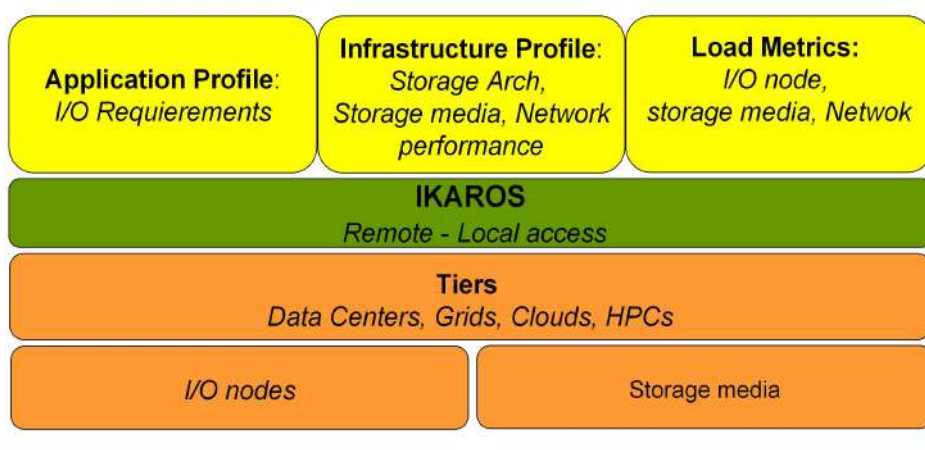 Application Profile:
I/O Requierements
Infrastructure Profile:
Storage Arch,
Storage media, Network
performance
Load Metrics:
I/O node,
storage media, Netwok
IKAROS
Remote - Local access
Tiers
Data Centers, Grids, Clouds, HPCs
I/O nodes
Storage media